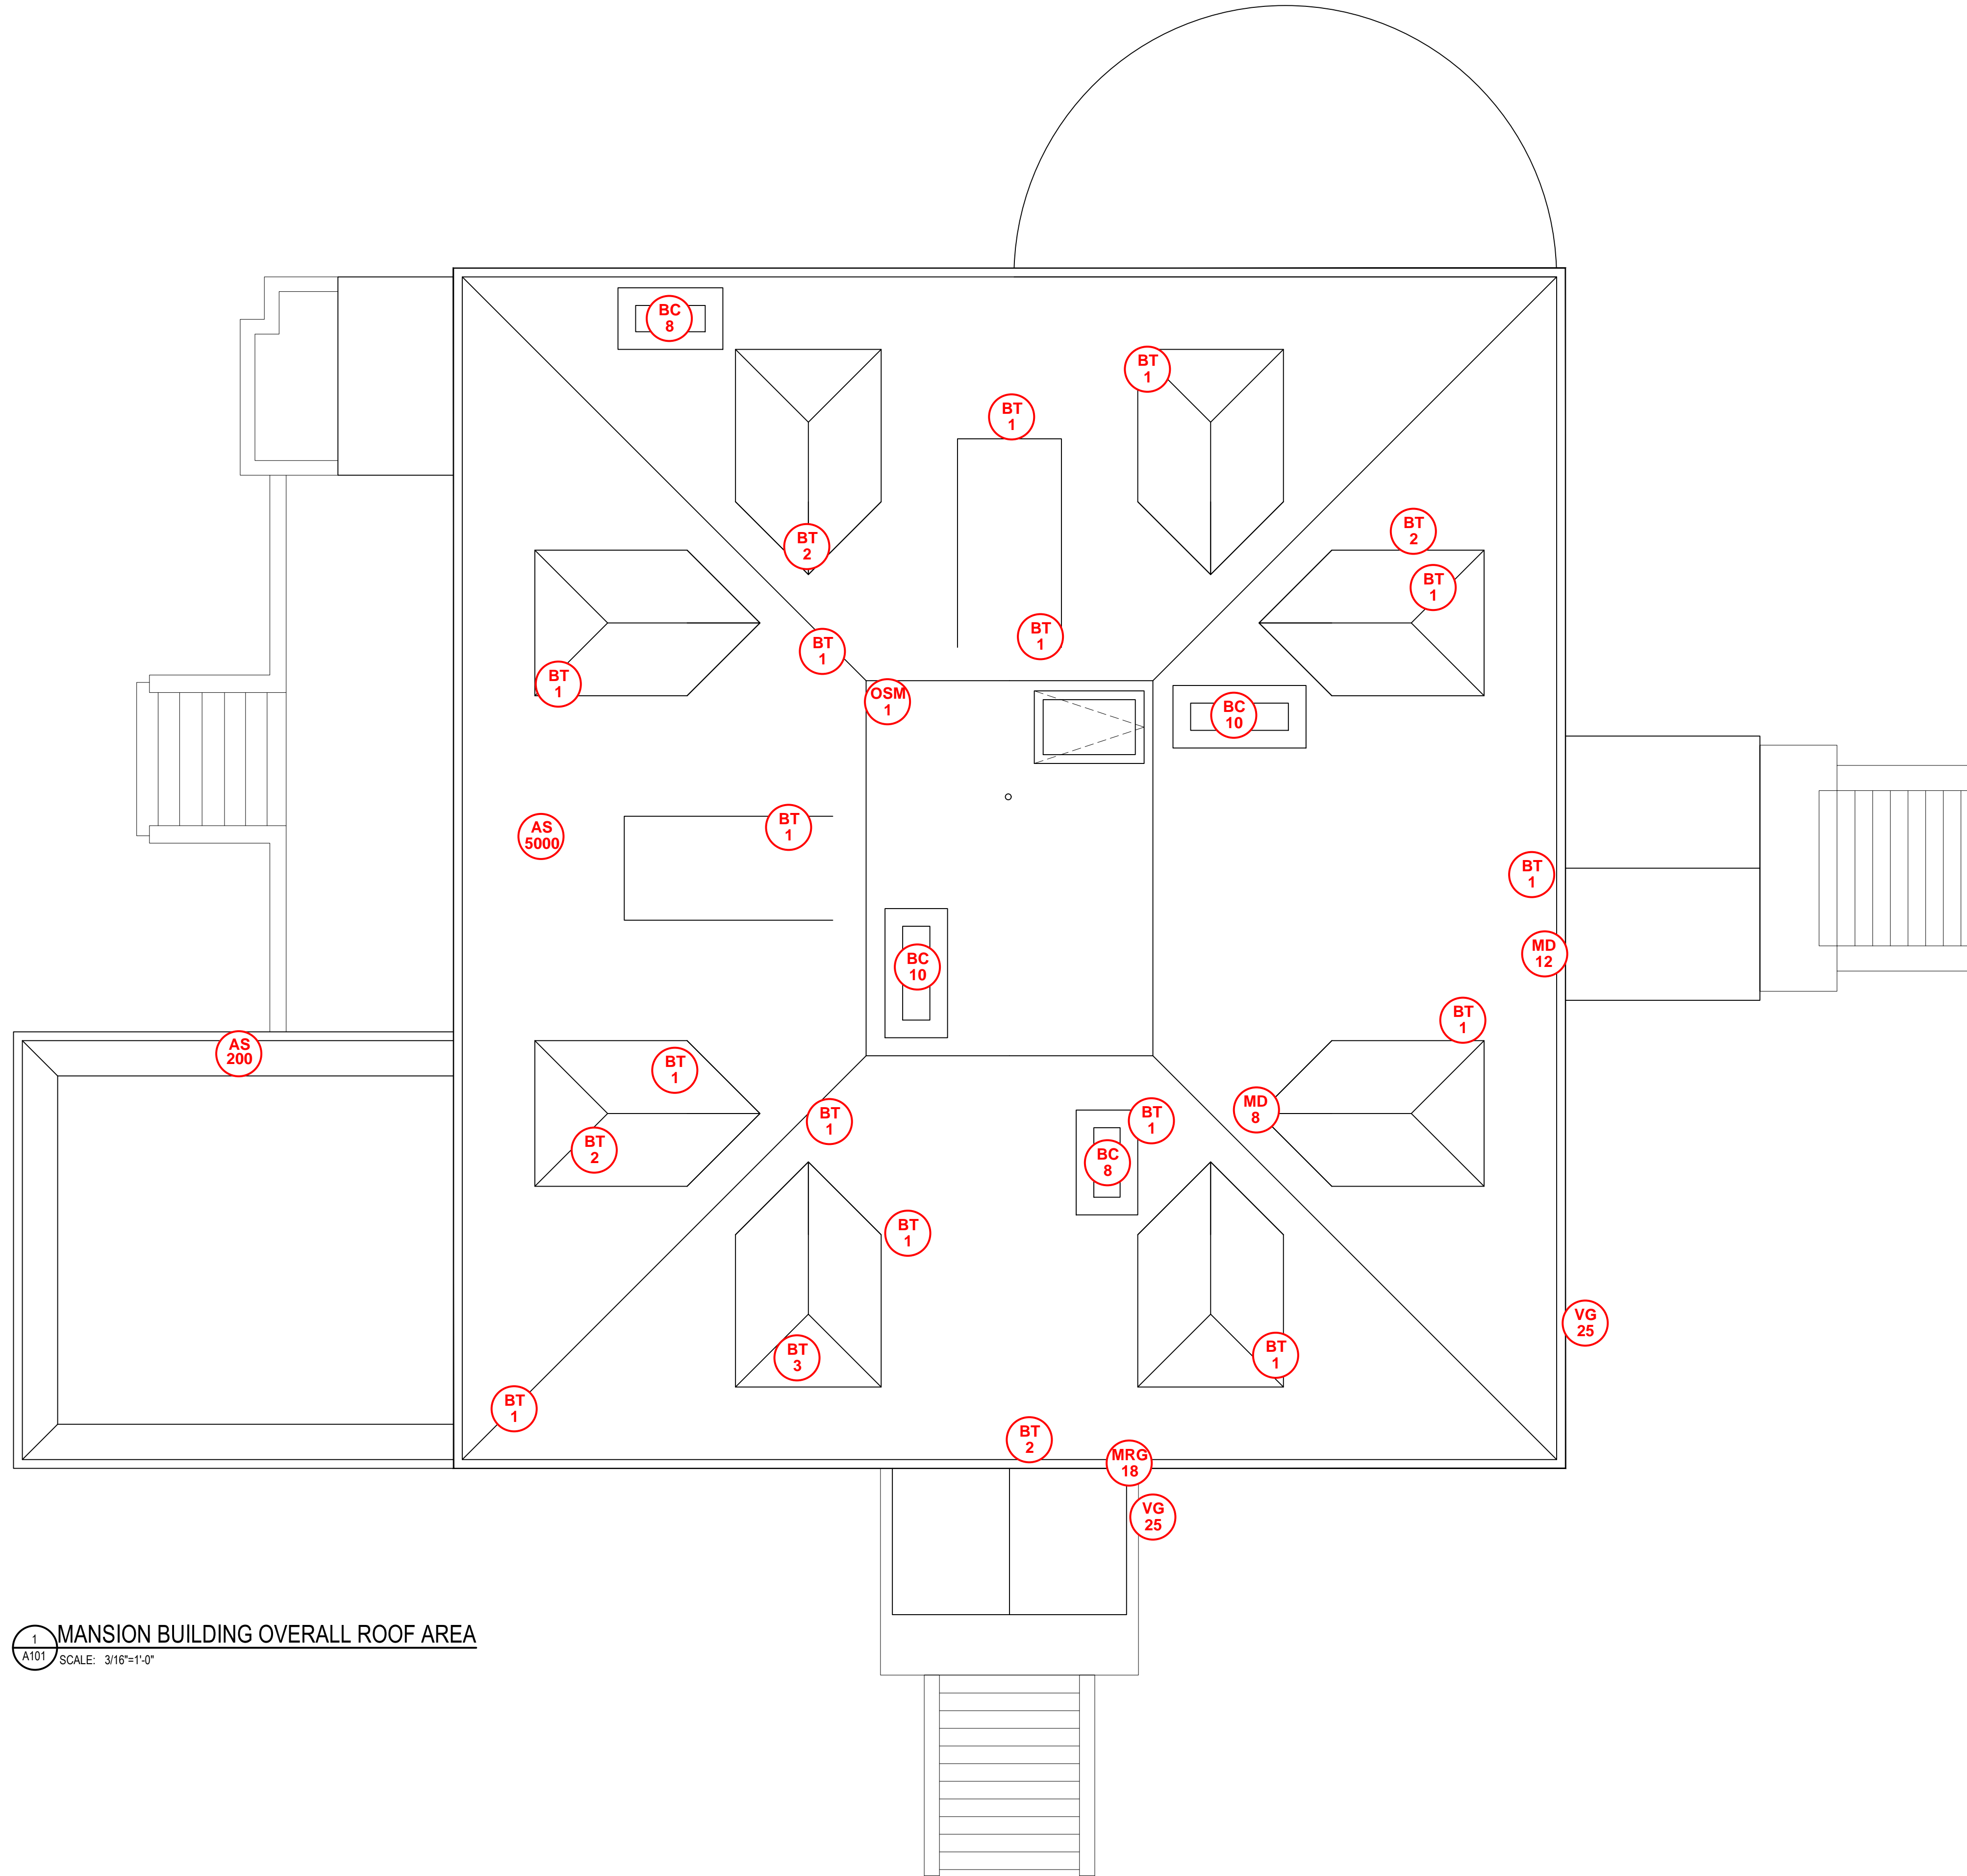 BC
8
BT
1
BT
1
BT
2
BT
2
BT
1
BT
1
BT
1
BT
1
OSM
1
BC
10
BT
1
AS
5000
BT
1
MD
12
BC
10
BT
1
AS
200
BT
1
MD
8
BT
1
BT
1
BT
2
BC
8
BT
1
VG
25
BT
3
BT
1
BT
1
BT
2
MRG
18
VG
25
1
A101
MANSION BUILDING OVERALL ROOF AREA
SCALE: 3/16"=1'-0"